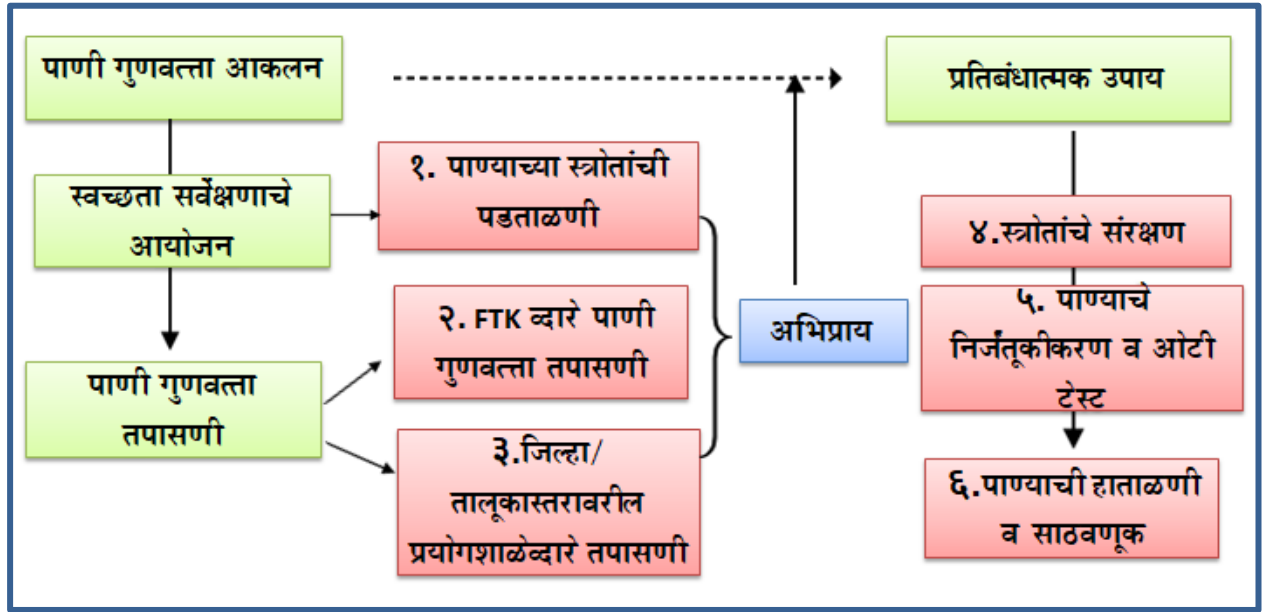 पाणी गुणवत्ता आकलन
स्वच्छता सर्वेक्षणाचे
आयोजन
पाणी गुणवत्ता
तपासणी
१. पाण्याच्या स्त्रोतांची
पडताळणी
२. FTK व्दारे पाणी
गुणवत्ता तपासणी
३.जिल्हा/
तालूकास्तरावरील
प्रयोगशाळेव्दारे तपासणी
अभिप्राय
प्रतिबंधात्मक उपाय
४.स्त्रोतांचे संरक्षण
५. पाण्याचे
निर्जंतूकीकरण व ओटी
टेस्ट
६.पाण्याची हाताळणी
व साठवणूक